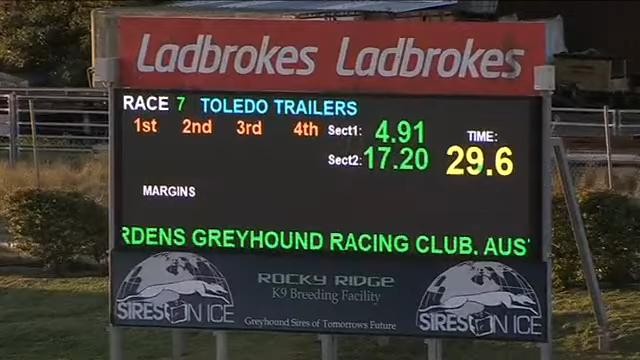 Ladbrokes Ladbrokes
RACE 7 TOLEDO TRAILERS
1st 2nd 3rd 4th Sect1: 4.91 TIME:
Sect2: 17.20 29.6
MARGINS
RDENS GREYHOUND RACING CLUB. AUST
SIRES ON ICE ROCKY RIDGE SIRES ON ICE
K9 Breeding Facility
Greyhound Sires of Tomorrows Future